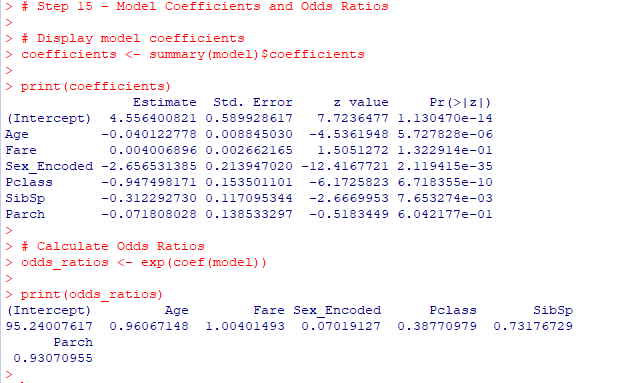 > # Step 15 - Model Coefficients and Odds Ratios
>
> # Display model coefficients
> coefficients <- summary(model)$coefficients
>
> print(coefficients)
                Estimate  Std. Error     z value     Pr(>|z|)
(Intercept)  4.556400821 0.589928617   7.7236477 1.130470e-14
Age         -0.040122778 0.008845030  -4.5361948 5.727828e-06
Fare         0.004006896 0.002662165   1.5051272 1.322914e-01
Sex_Encoded -2.656531385 0.213947020 -12.4167721 2.119415e-35
Pclass      -0.947498171 0.153501101  -6.1725823 6.718355e-10
SibSp       -0.312292730 0.117095344  -2.6669953 7.653274e-03
Parch       -0.071808028 0.138533297  -0.5183449 6.042177e-01
>
> # Calculate Odds Ratios
> odds_ratios <- exp(coef(model))
>
> print(odds_ratios)
(Intercept)         Age        Fare Sex_Encoded      Pclass       SibSp
95.24007617  0.96067148  1.00401493  0.07019127  0.38770979  0.73176729
      Parch
 0.93070955
>